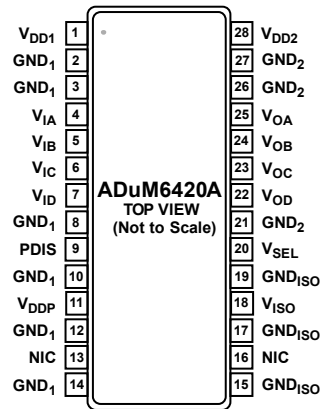 VDD1 1 28 VDD2
GND1 2 27 GND2
GND1 3 26 GND2
VIA 4 25 VOA
VIB 5 24 VOB
VIC 6 23 VOC
VID 7 22 VOD
ADuM6420A
TOP VIEW
(Not to Scale)
GND1 8 21 GND2
PDIS 9 20 VSEL
GND1 10 19 GNDISO
VDDP 11 18 VISO
GND1 12 17 GNDISO
NIC 13 16 NIC
GND1 14 15 GNDISO